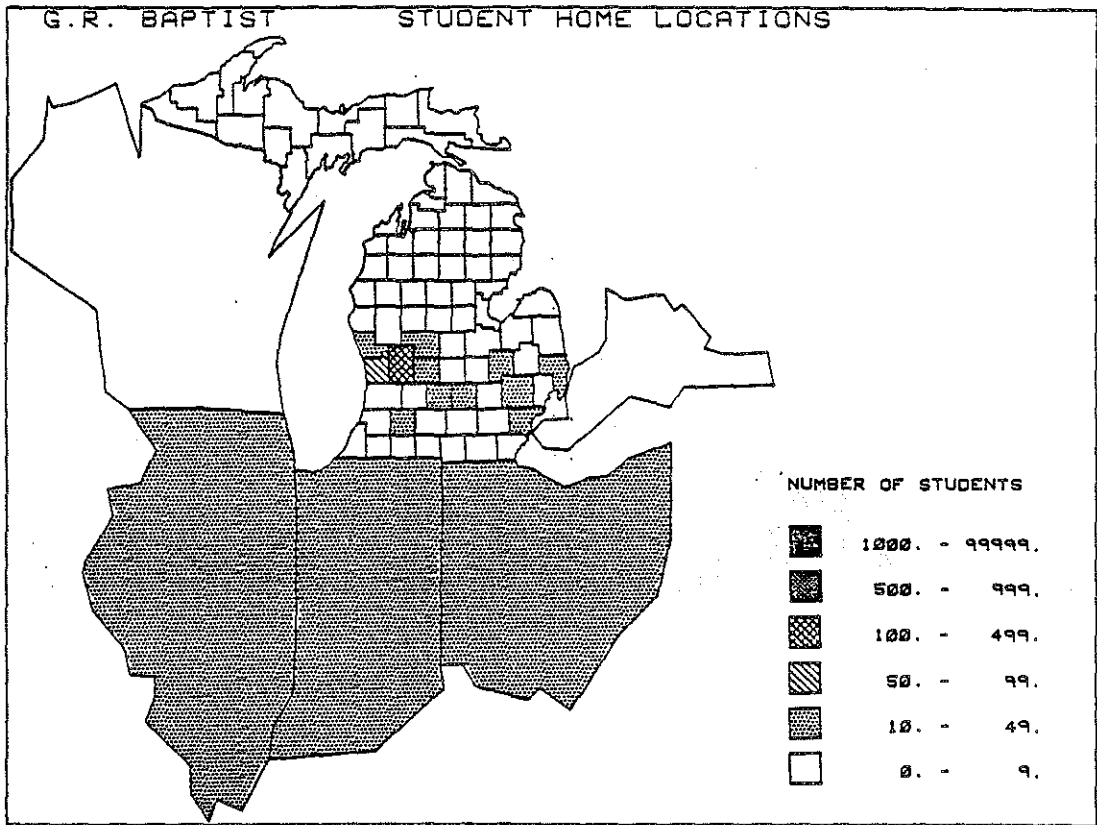 G.R. BAPTIST STUDENT HOME LOCATIONS
NUMBER OF STUDENTS
1000. - 99999.
500. - 999.
100. - 499.
50. - 99.
10. - 49.
0. - 9.